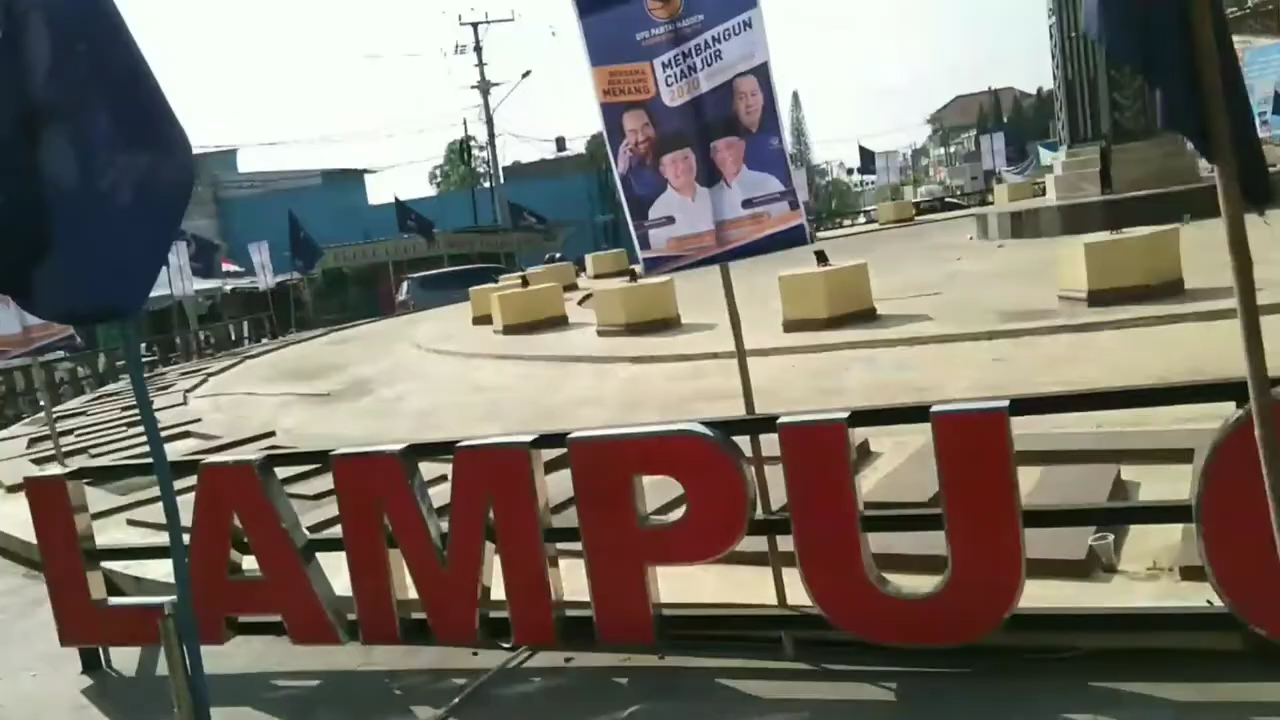 DPD PARTAI NASDEM
MEMBANGUN
CIANJUR
2020
BERSAMA
BERJUANG
MENANG
LAMPU